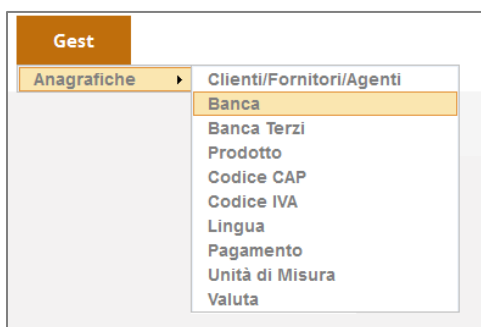 Gest
Anagrafiche
Clienti/Fornitori/Agenti
Banca
Banca Terzi
Prodotto
Codice CAP
Codice IVA
Lingua
Pagamento
Unità di Misura
Valuta